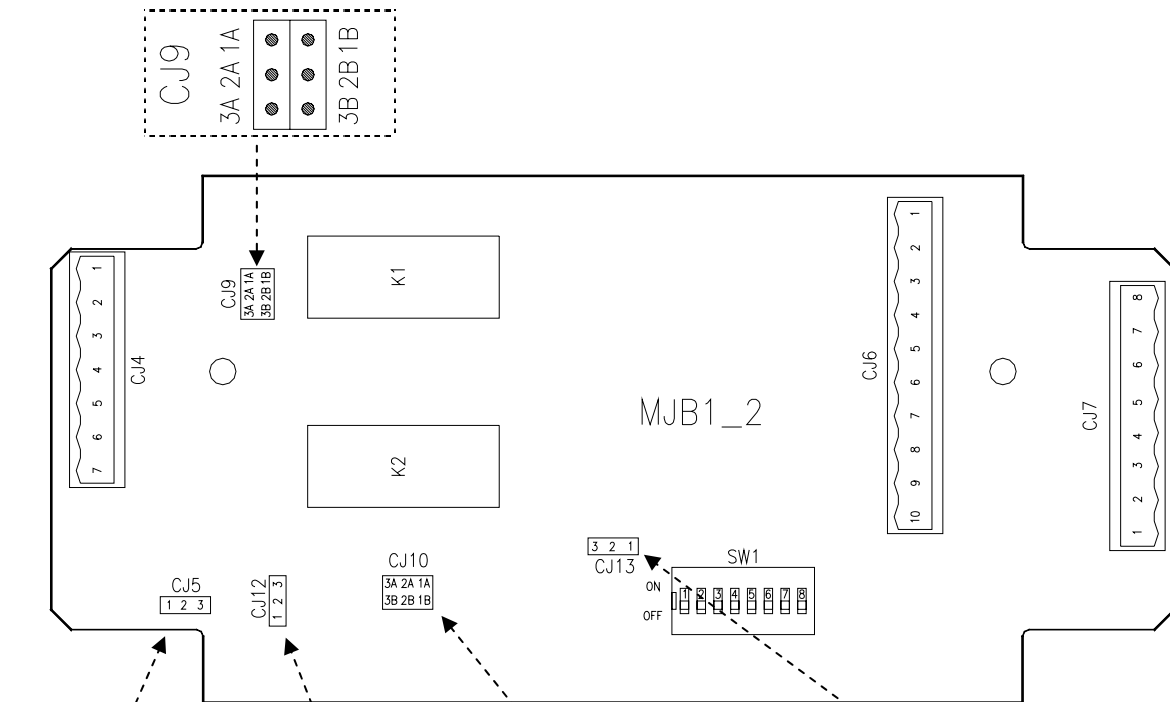 CJ9
3A 2A 1A
3B 2B 1B
CJ9
3A 2A 1A
3B 2B 1B
K1
K2
CJ4
1
2
3
4
5
6
7
MJB1_2
CJ6
1
2
3
4
5
6
7
8
9
10
CJ7
8
7
6
5
4
3
2
1
CJ5
1 2 3
CJ12
1 2 3
CJ10
3A 2A 1A
3B 2B 1B
3 2 1
CJ13
SW1
ON
OFF
1 2 3 4 5 6 7 8